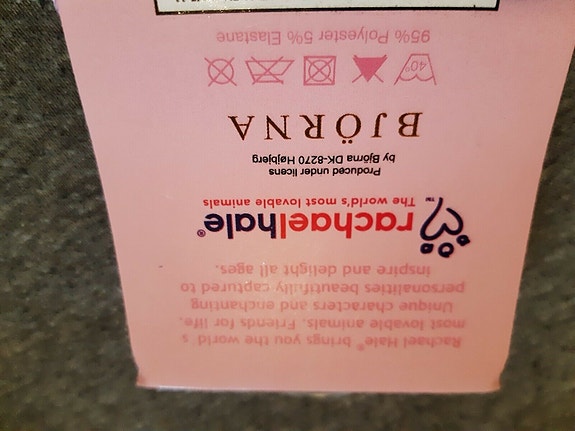 Rachael Hale® brings you the world's
most lovable animals. Friends for life.
Unique characters and enchanting
personalities beautifully captured to
inspire and delight all ages.
rachaelhale®
The world's most lovable animals™
Produced under licens
by Björna DK-8270 Højbjerg
BJÖRNA
40°
95% Polyester 5% Elastane